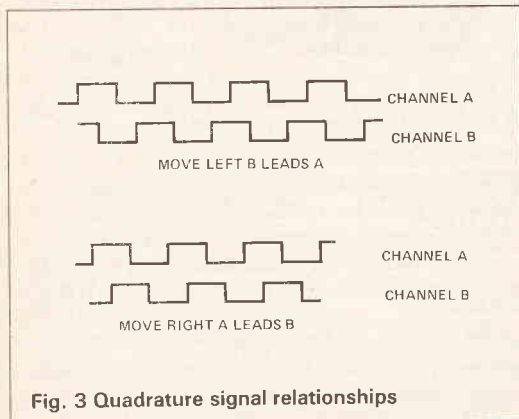 CHANNEL A
CHANNEL B
MOVE LEFT B LEADS A
CHANNEL A
CHANNEL B
MOVE RIGHT A LEADS B
Fig. 3 Quadrature signal relationships